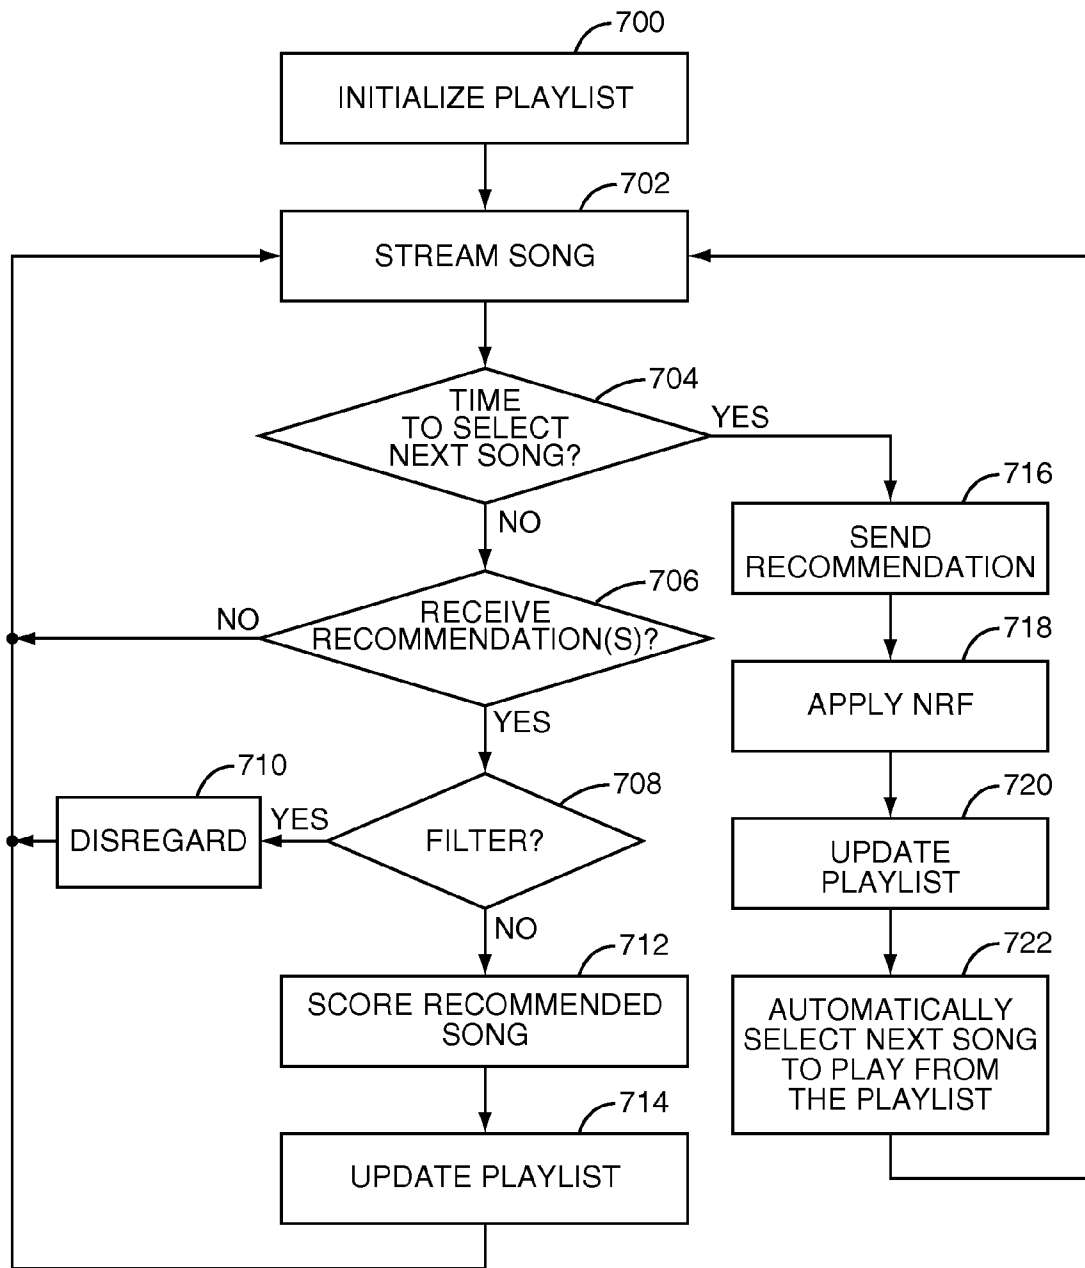 700
INITIALIZE PLAYLIST
702
STREAM SONG
704
TIME
TO SELECT
NEXT SONG?
YES
NO
716
SEND
RECOMMENDATION
706
RECEIVE
RECOMMENDATION(S)?
NO
YES
718
APPLY NRF
710
DISREGARD
YES
708
FILTER?
NO
720
UPDATE
PLAYLIST
712
SCORE RECOMMENDED
SONG
722
AUTOMATICALLY
SELECT NEXT SONG
TO PLAY FROM
THE PLAYLIST
714
UPDATE PLAYLIST